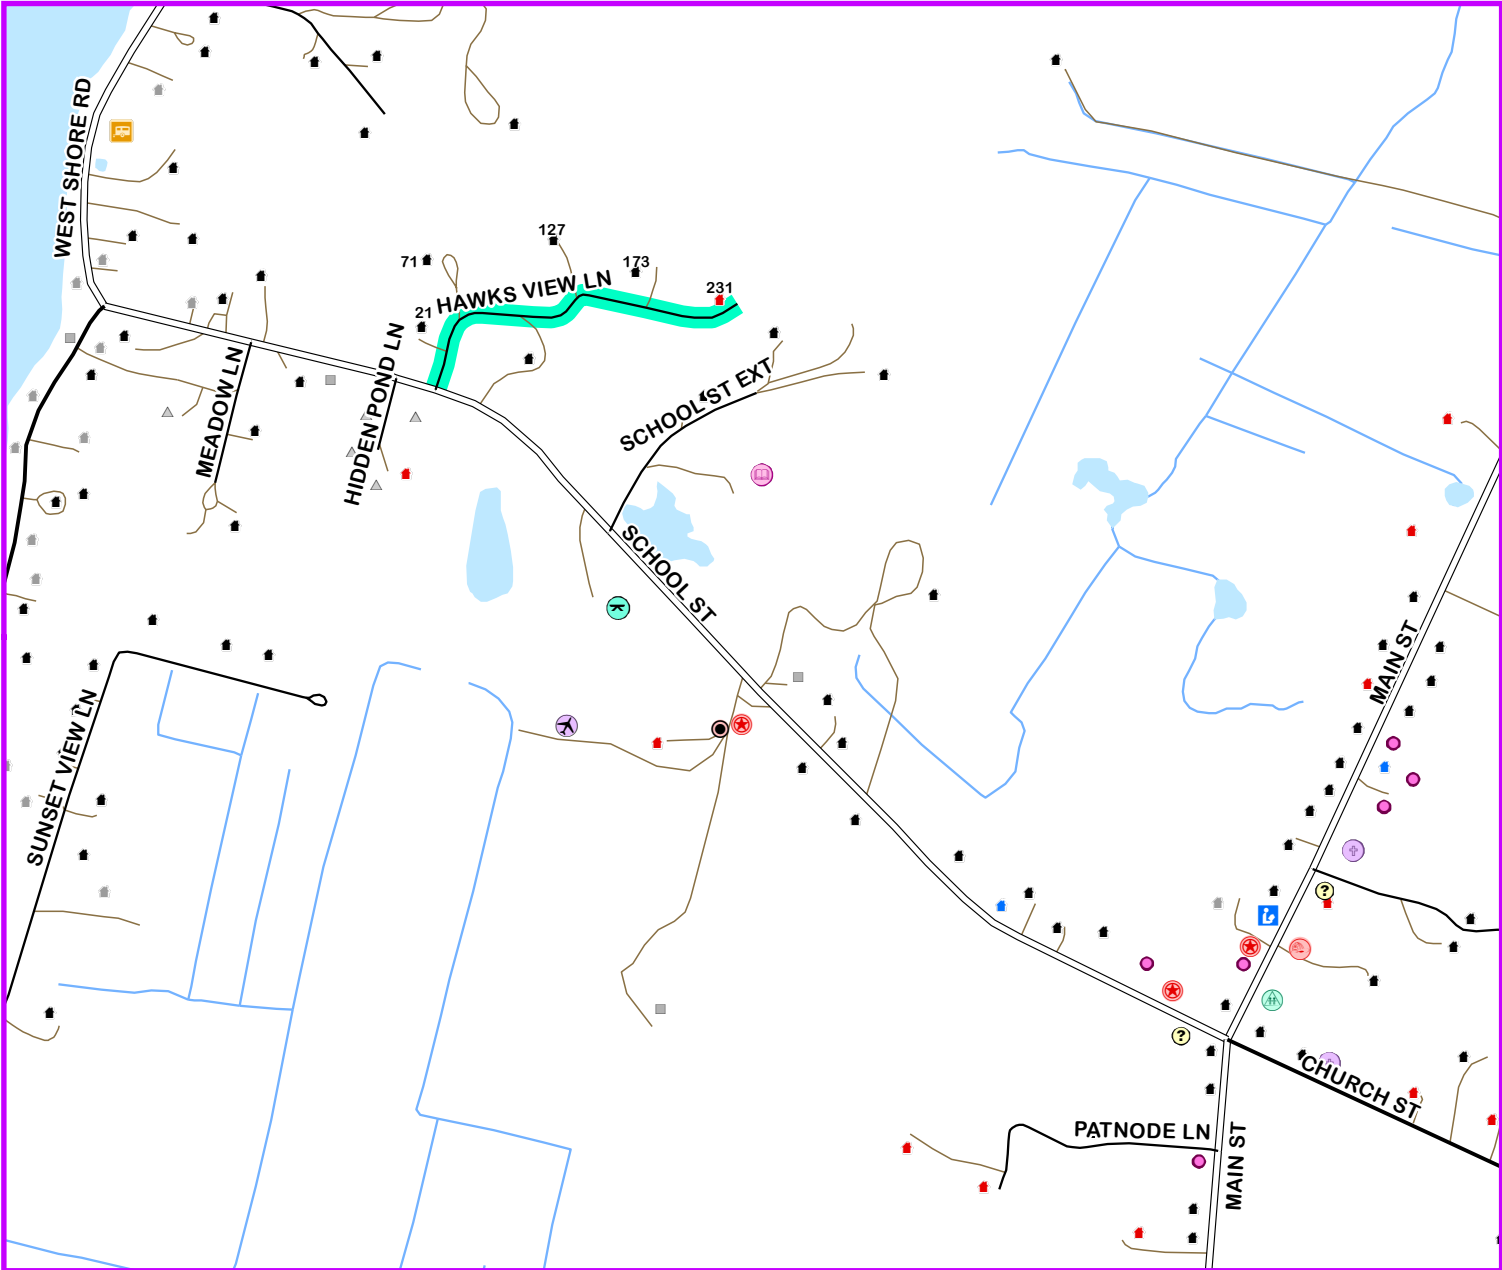 WEST SHORE RD
127
71
173
HAWKS VIEW LN
231
21
HIDDEN POND LN
MEADOW LN
SCHOOL ST EXT
SCHOOL ST
MAIN ST
SUNSET VIEW LN
?
?
CHURCH ST
PATNODE LN
MAIN ST